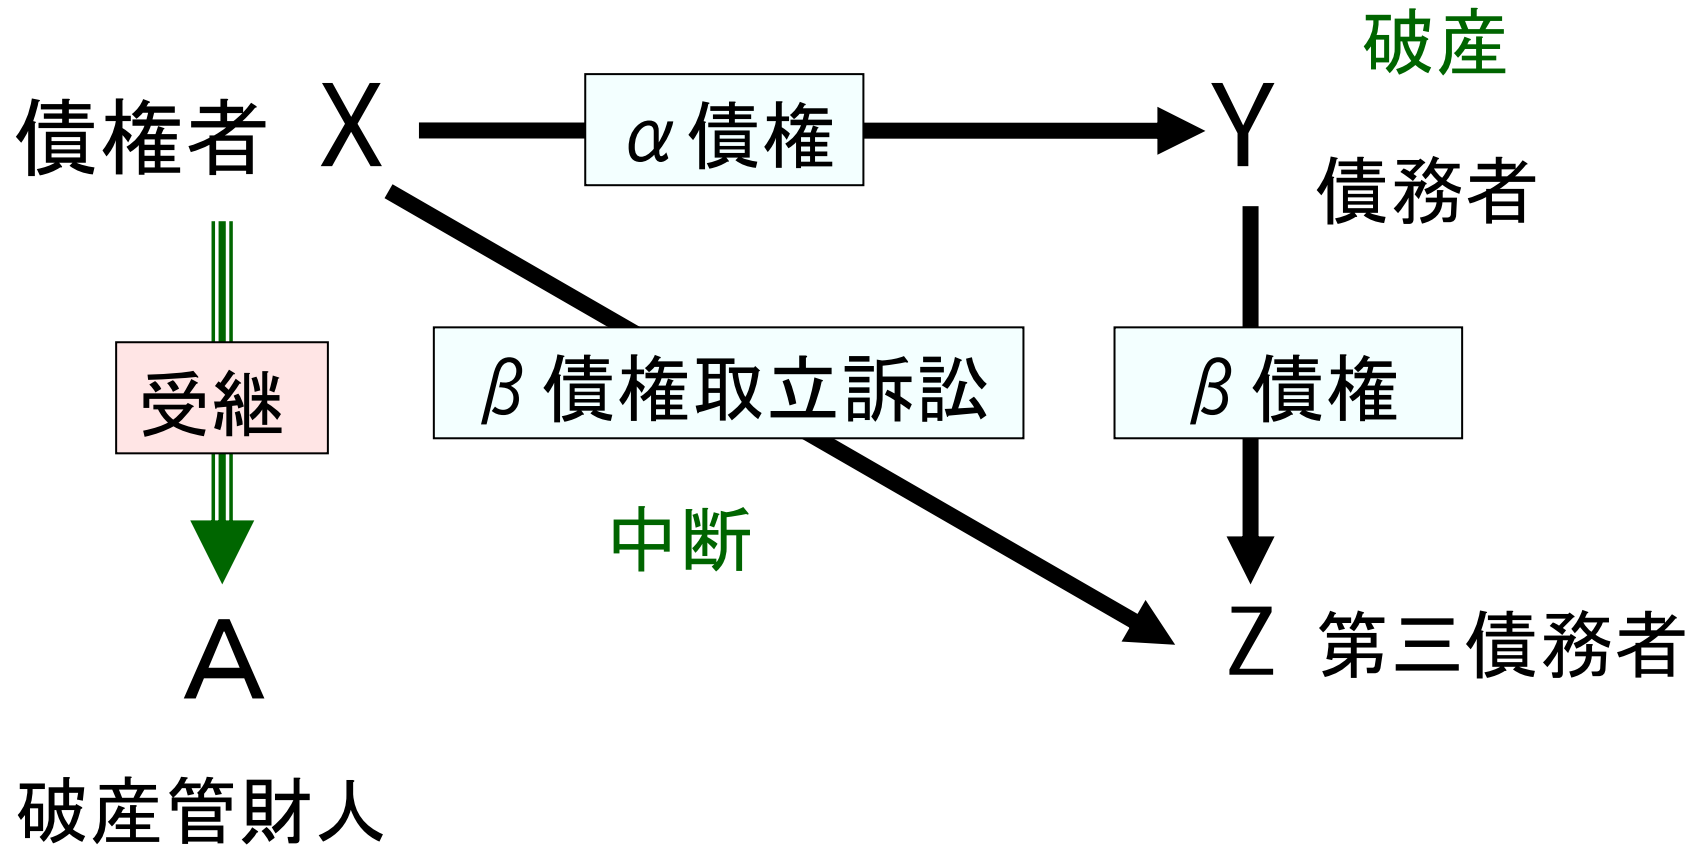 破産
債権者 X
α債権
Y
債務者
受継
β債権取立訴訟
β債権
中断
A
Z 第三債務者
破産管財人